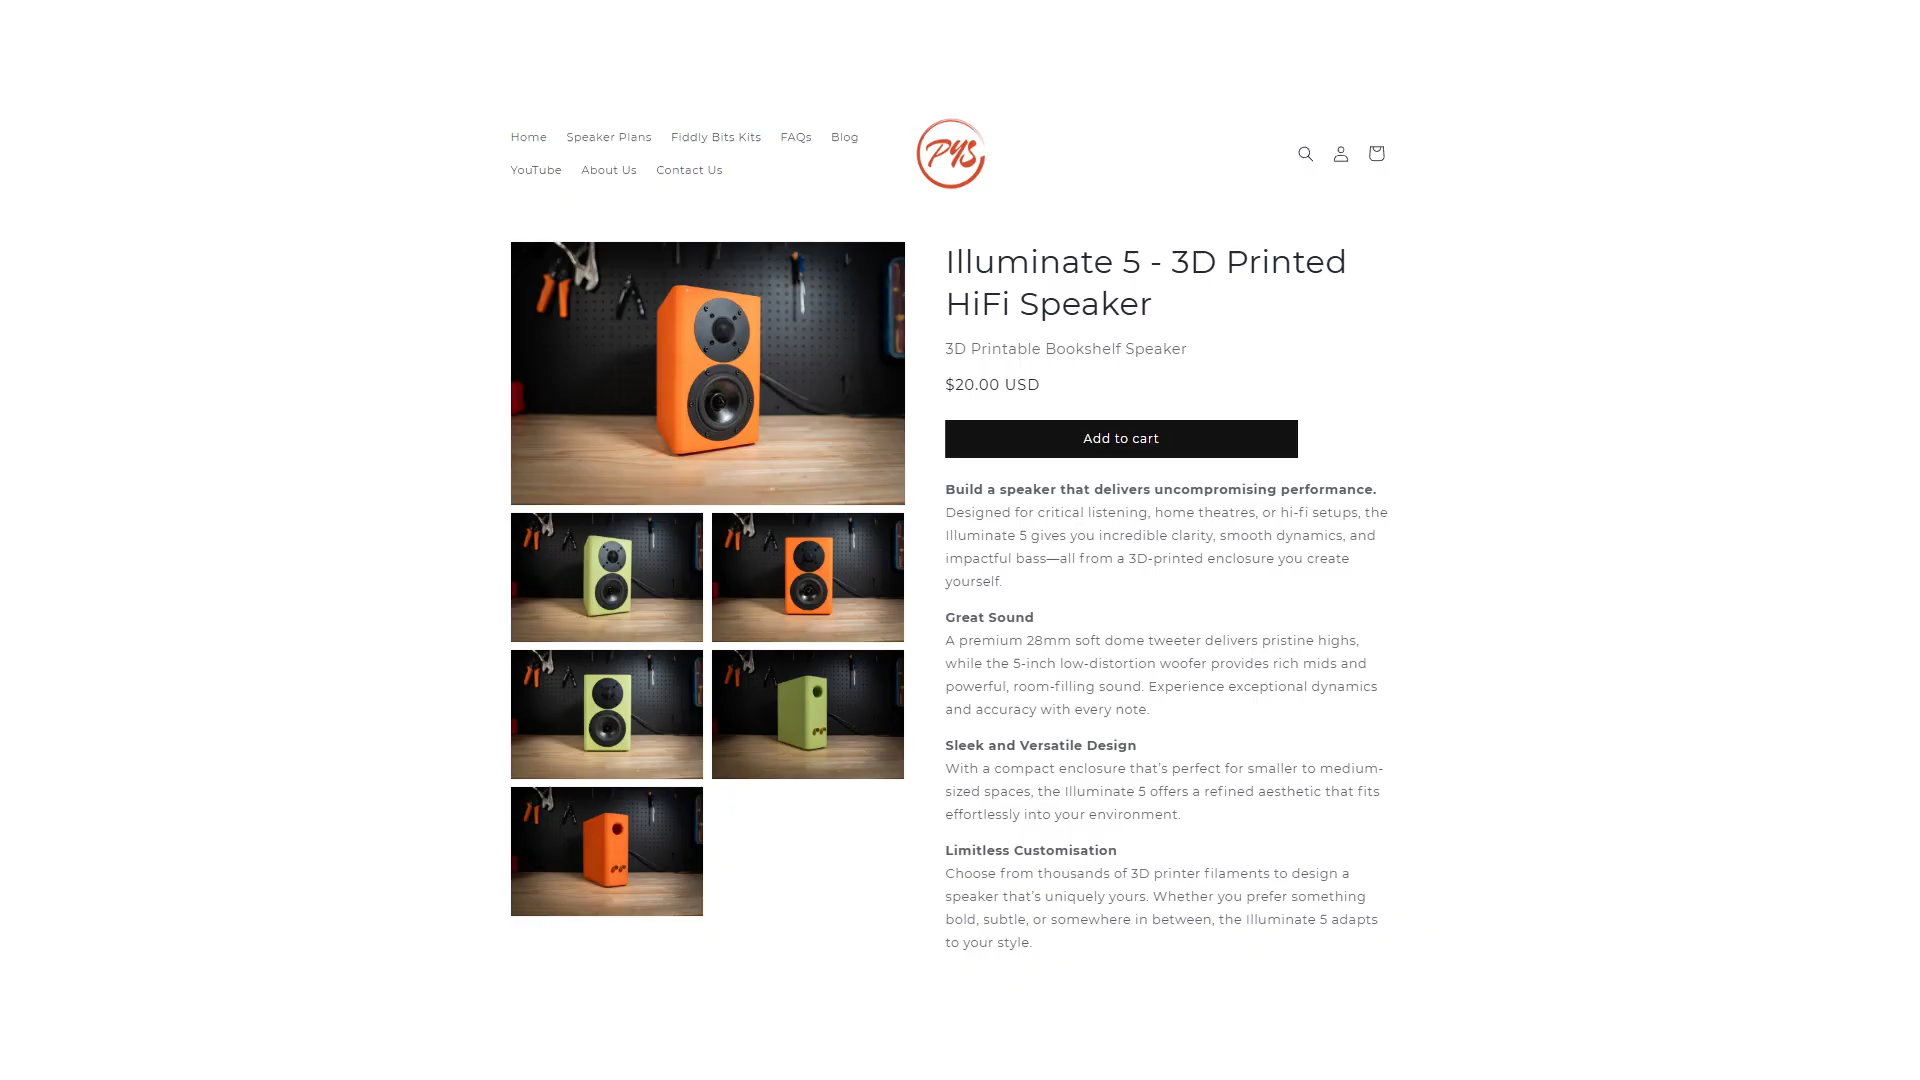 Home Speaker Plans Fiddly Bits Kits FAQs Blog
YouTube About Us Contact Us
PYS
Illuminate 5 - 3D Printed
HiFi Speaker
3D Printable Bookshelf Speaker
$20.00 USD
Add to cart
Build a speaker that delivers uncompromising performance.
Designed for critical listening, home theatres, or hi-fi setups, the
Illuminate 5 gives you incredible clarity, smooth dynamics, and
impactful bass—all from a 3D-printed enclosure you create
yourself.
Great Sound
A premium 28mm soft dome tweeter delivers pristine highs,
while the 5-inch low-distortion woofer provides rich mids and
powerful, room-filling sound. Experience exceptional dynamics
and accuracy with every note.
Sleek and Versatile Design
With a compact enclosure that’s perfect for smaller to medium-
sized spaces, the Illuminate 5 offers a refined aesthetic that fits
effortlessly into your environment.
Limitless Customisation
Choose from thousands of 3D printer filaments to design a
speaker that’s uniquely yours. Whether you prefer something
bold, subtle, or somewhere in between, the Illuminate 5 adapts
to your style.